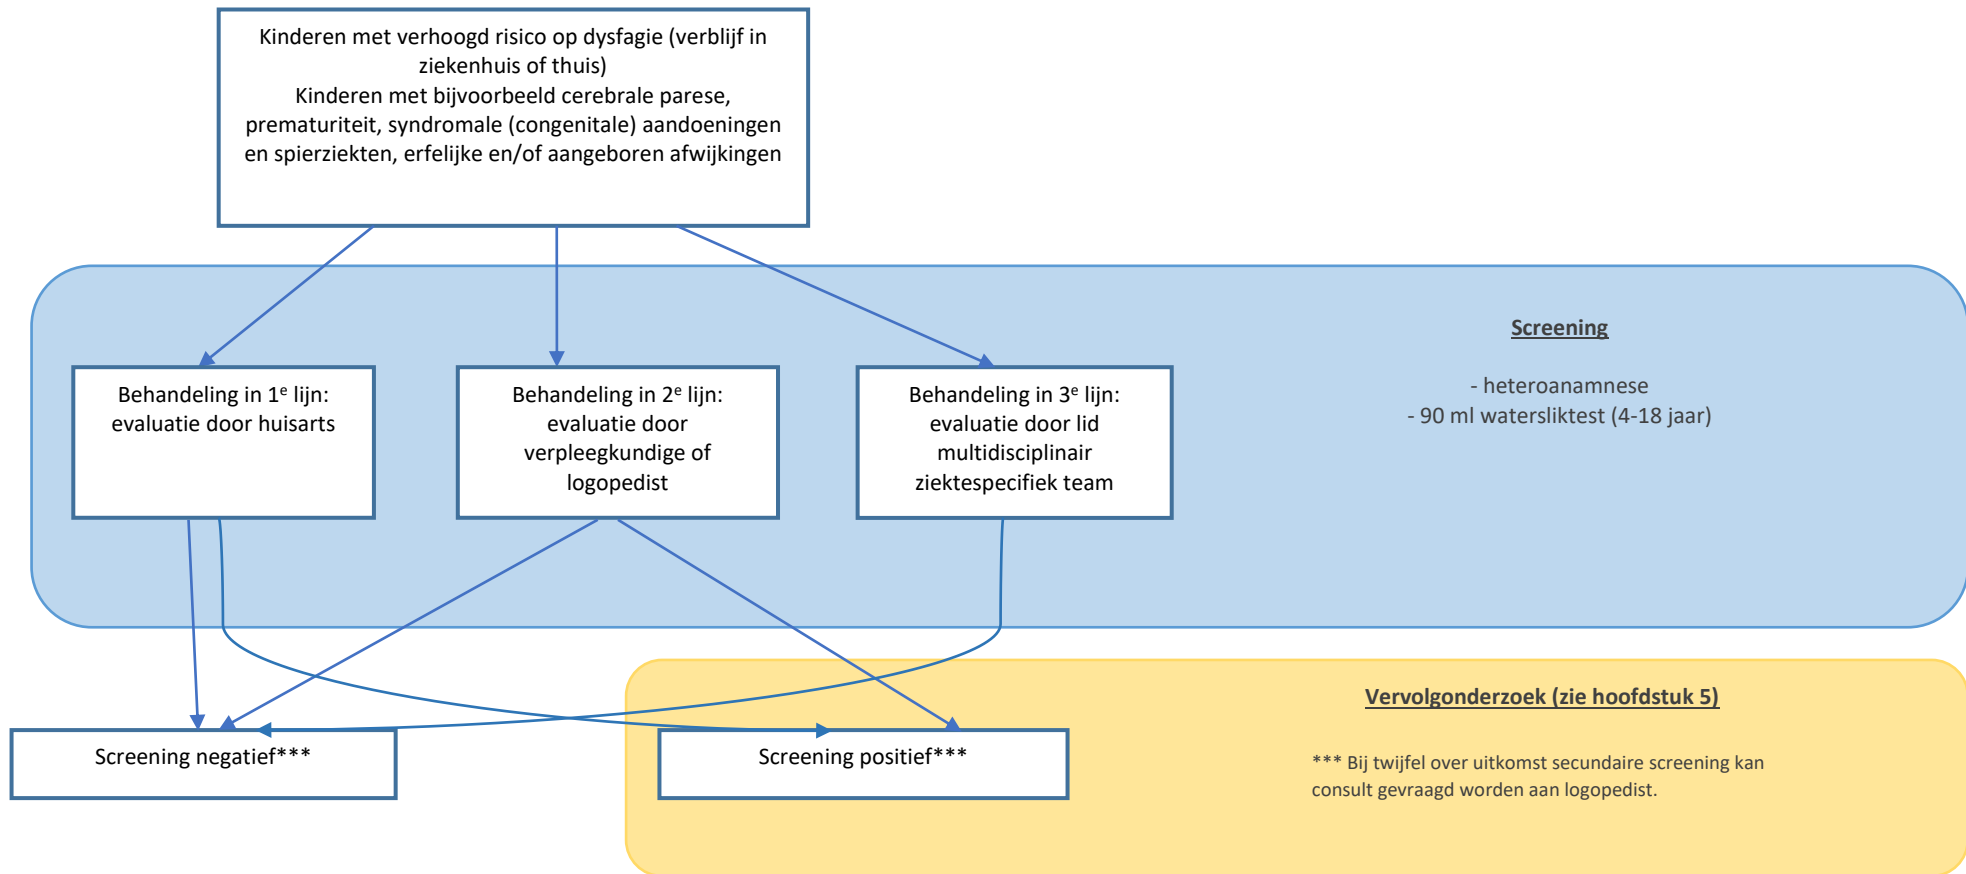 Kinderen met verhoogd risico op dysfagie (verblijf in
ziekenhuis of thuis)
Kinderen met bijvoorbeeld cerebrale parese,
prematuriteit, syndromale (congenitale) aandoeningen
en spierziekten, erfelijke en/of aangeboren afwijkingen
Screening
- heteroanamnese
- 90 ml watersliktest (4-18 jaar)
Behandeling in 1e lijn:
evaluatie door huisarts
Behandeling in 2e lijn:
evaluatie door
verpleegkundige of
logopedist
Behandeling in 3e lijn:
evaluatie door lid
multidisciplinair
ziektespecifiek team
Screening negatief***
Screening positief***
Vervolgonderzoek (zie hoofdstuk 5)
*** Bij twijfel over uitkomst secundaire screening kan
consult gevraagd worden aan logopedist.